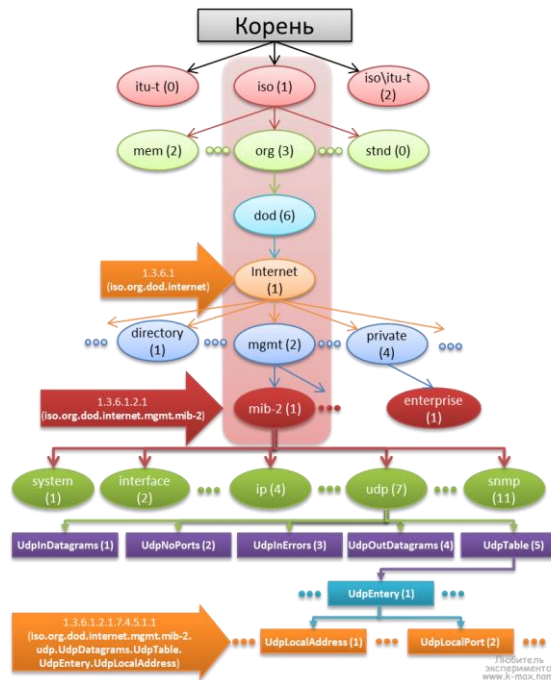 Корень
itu-t (0)
iso (1)
iso\itu-t
(2)
mem (2)
org (3)
stnd (0)
dod (6)
1.3.6.1
(iso.org.dod.internet)
Internet
(1)
directory
(1)
mgmt (2)
private
(4)
1.3.6.1.2.1
(iso.org.dod.internet.mgmt.mib-2)
mib-2 (1)
enterprise
(1)
system
(1)
interface
(2)
ip (4)
udp (7)
snmp
(11)
UdpInDatagrams (1)
UdpNoPorts (2)
UdpInErrors (3)
UdpOutDatagrams (4)
UdpTable (5)
UdpEntery (1)
1.3.6.1.2.1.7.4.5.1.1
(iso.org.dod.internet.mgmt.mib-2.
udp.UdpDatagrams.UdpTable.
UdpEntery.UdpLocalAddress)
UdpLocalAddress (1)
UdpLocalPort (2)
Любитель
www.k-max.nam